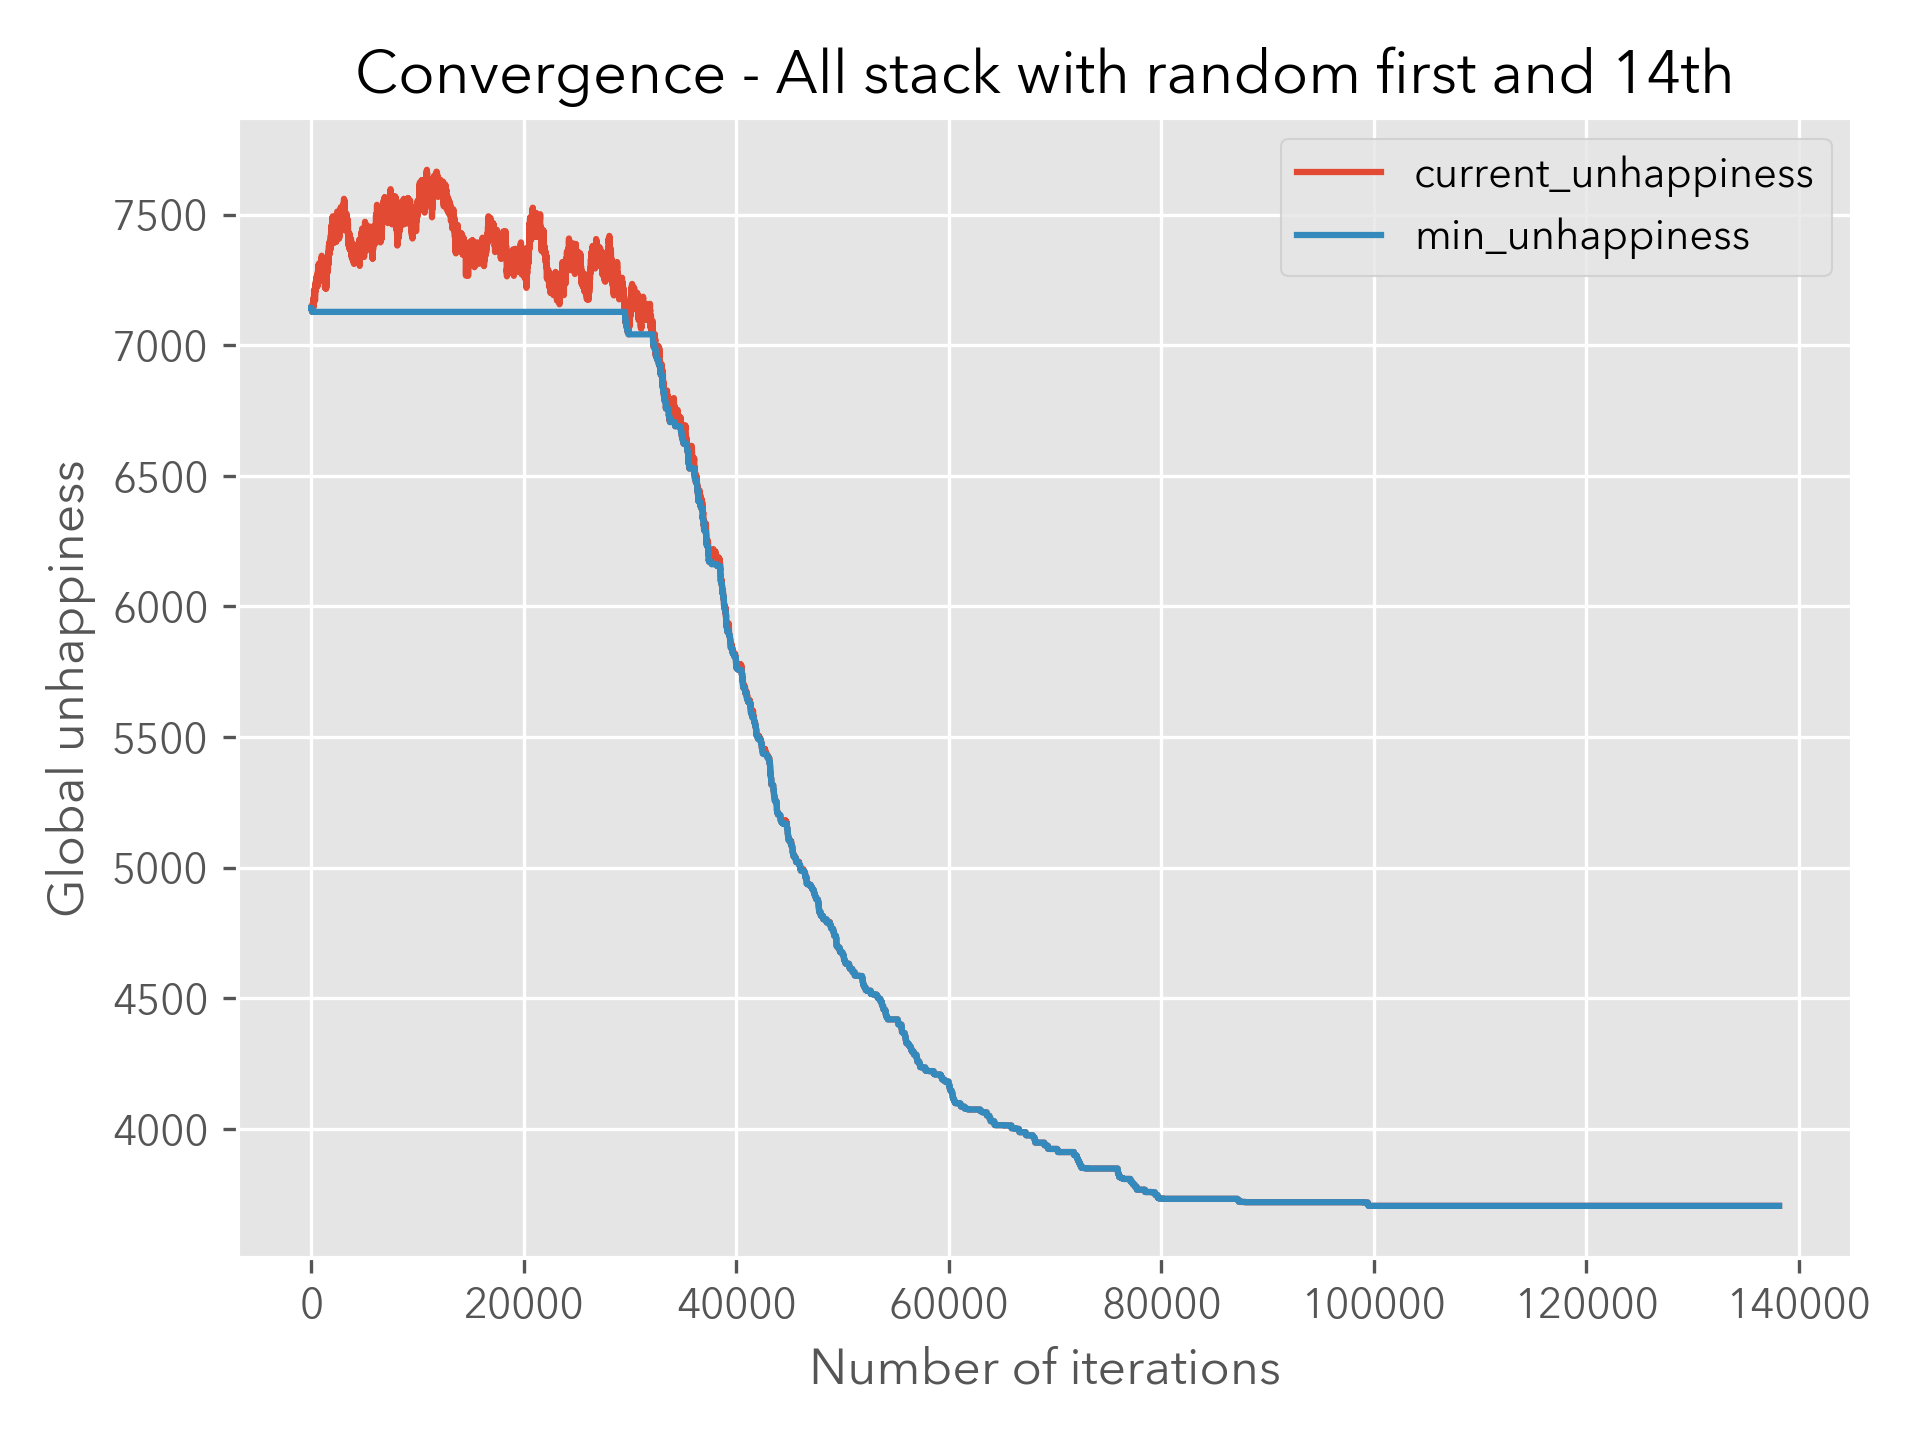 Convergence - All stack with random first and 14th
current_unhappiness
min_unhappiness
Global unhappiness
7500
7000
6500
6000
5500
5000
4500
4000
0 20000 40000 60000 80000 100000 120000 140000
Number of iterations